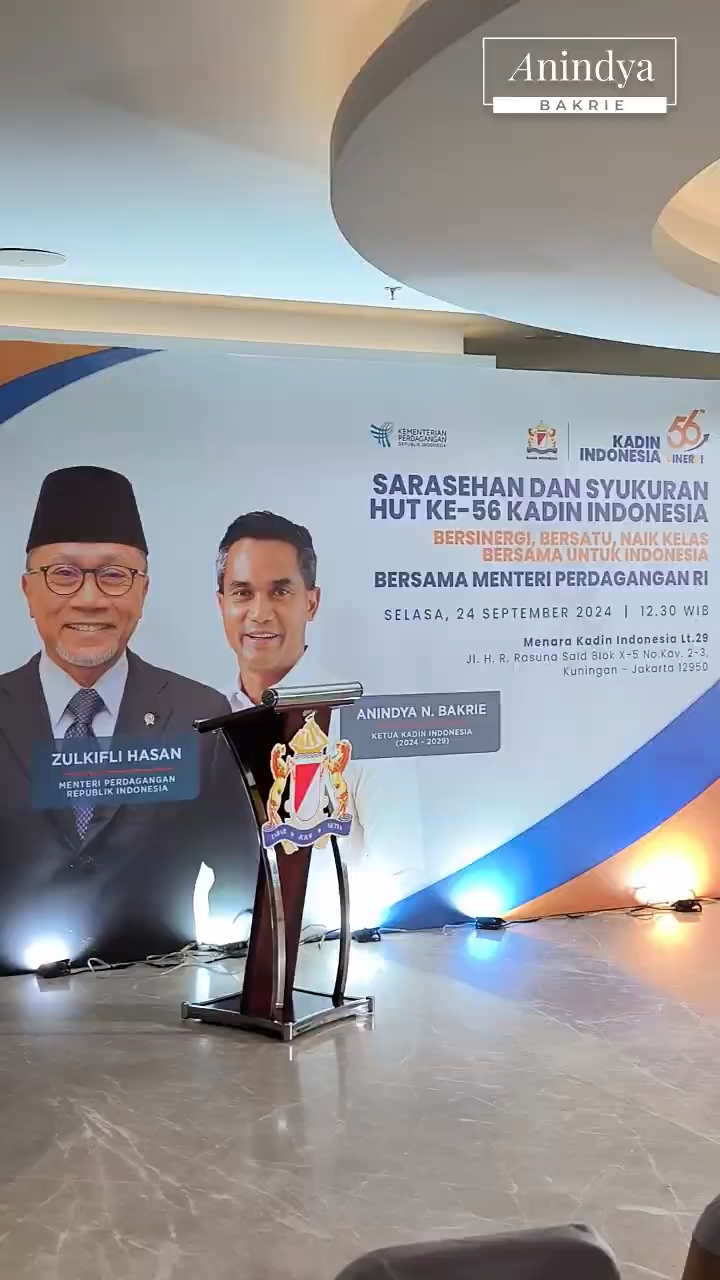 Anindya
BAKRIE
KEMENTERIAN
PERDAGANGAN
REPUBLIK INDONESIA
KADIN INDONESIA
KADIN
INDONESIA
56
SINERGI
SARASEHAN DAN SYUKURAN
HUT KE-56 KADIN INDONESIA
BERSINERGI, BERSATU, NAIK KELAS
BERSAMA UNTUK INDONESIA
BERSAMA MENTERI PERDAGANGAN RI
SELASA, 24 SEPTEMBER 2024 | 12.30 WIB
Menara Kadin Indonesia Lt.29
Jl. H. R. Rasuna Said Blok X-5 No.Kav. 2-3,
Kuningan - Jakarta 12950
ANINDYA N. BAKRIE
KETUA KADIN INDONESIA
(2024 - 2029)
ZULKIFLI HASAN
MENTERI PERDAGANGAN
REPUBLIK INDONESIA